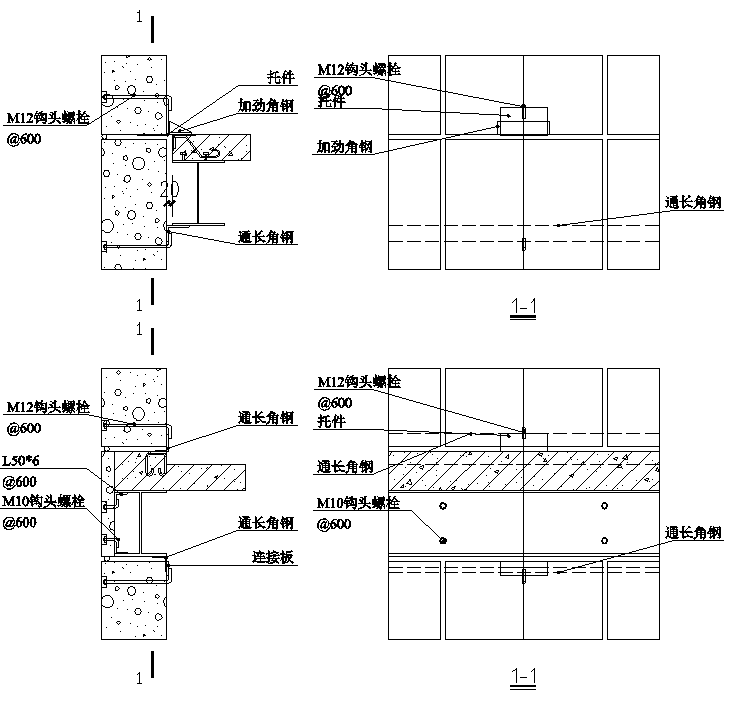 1
托件
M12钩头螺栓
@600
加劲角钢
20
通长角钢
1
M12钩头螺栓
@600
托件
加劲角钢
通长角钢
1-1
1
M12钩头螺栓
@600
通长角钢
L50*6
@600
M10钩头螺栓
@600
通长角钢
连接板
1
M12钩头螺栓
@600
托件
通长角钢
M10钩头螺栓
@600
通长角钢
1-1